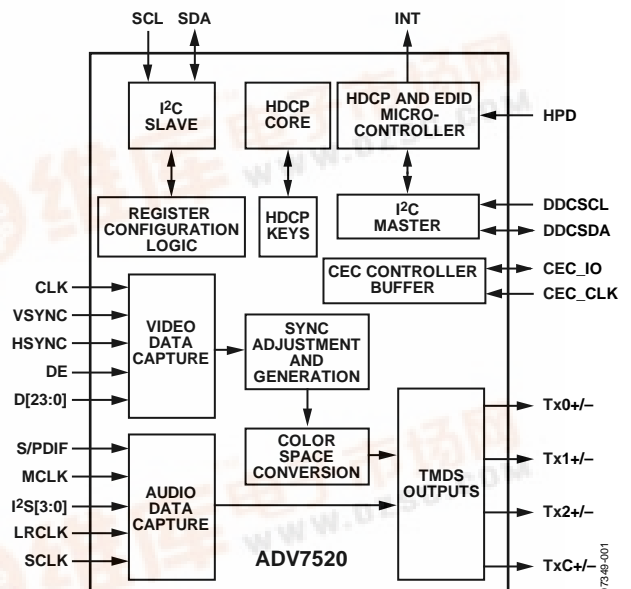 SCL SDA INT
I²C
SLAVE
HDCP
CORE
HDCP AND EDID
MICRO-
CONTROLLER
HPD
REGISTER
CONFIGURATION
LOGIC
HDCP
KEYS
I²C
MASTER
DDCSCL
DDCSDA
CEC CONTROLLER
BUFFER
CEC_IO
CEC_CLK
CLK
VSYNC
HSYNC
DE
D[23:0]
VIDEO
DATA
CAPTURE
SYNC
ADJUSTMENT
AND
GENERATION
COLOR
SPACE
CONVERSION
TMDS
OUTPUTS
Tx0+/–
Tx1+/–
Tx2+/–
TxC+/–
S/PDIF
MCLK
I²S[3:0]
LRCLK
SCLK
AUDIO
DATA
CAPTURE
ADV7520
07349-001